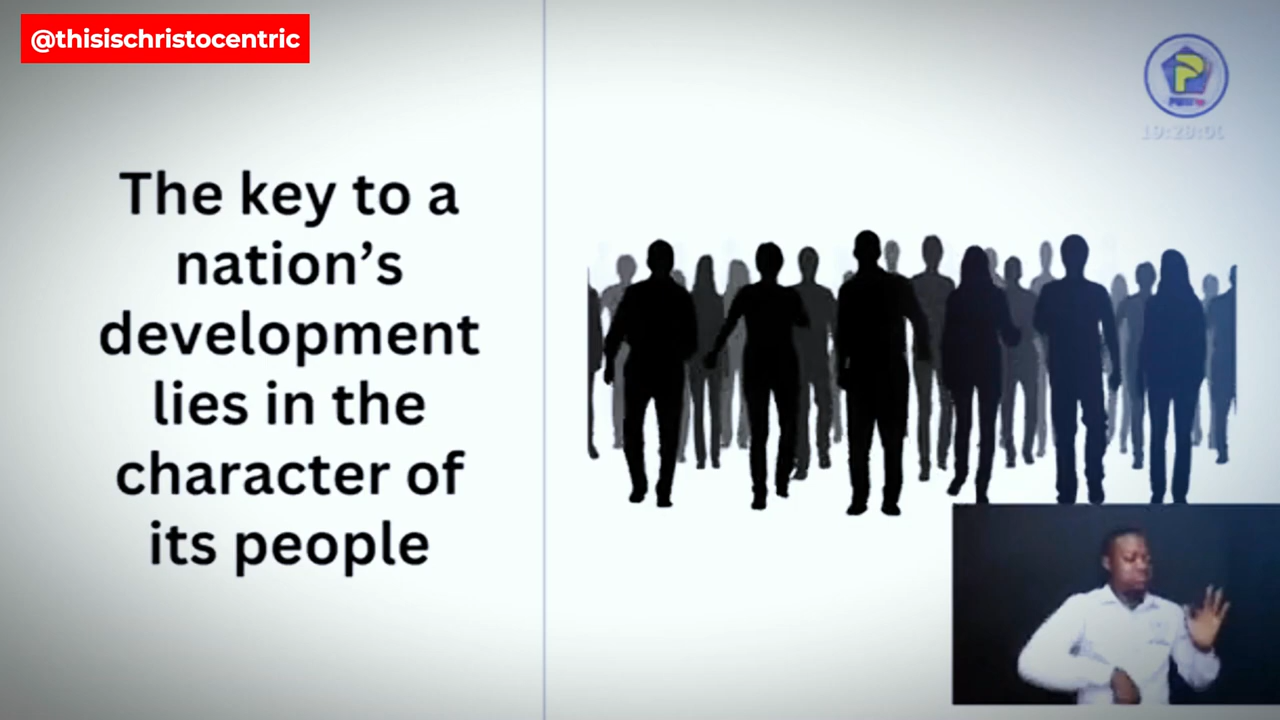 @thisischristocentric
P
The key to a
nation’s
development
lies in the
character of
its people